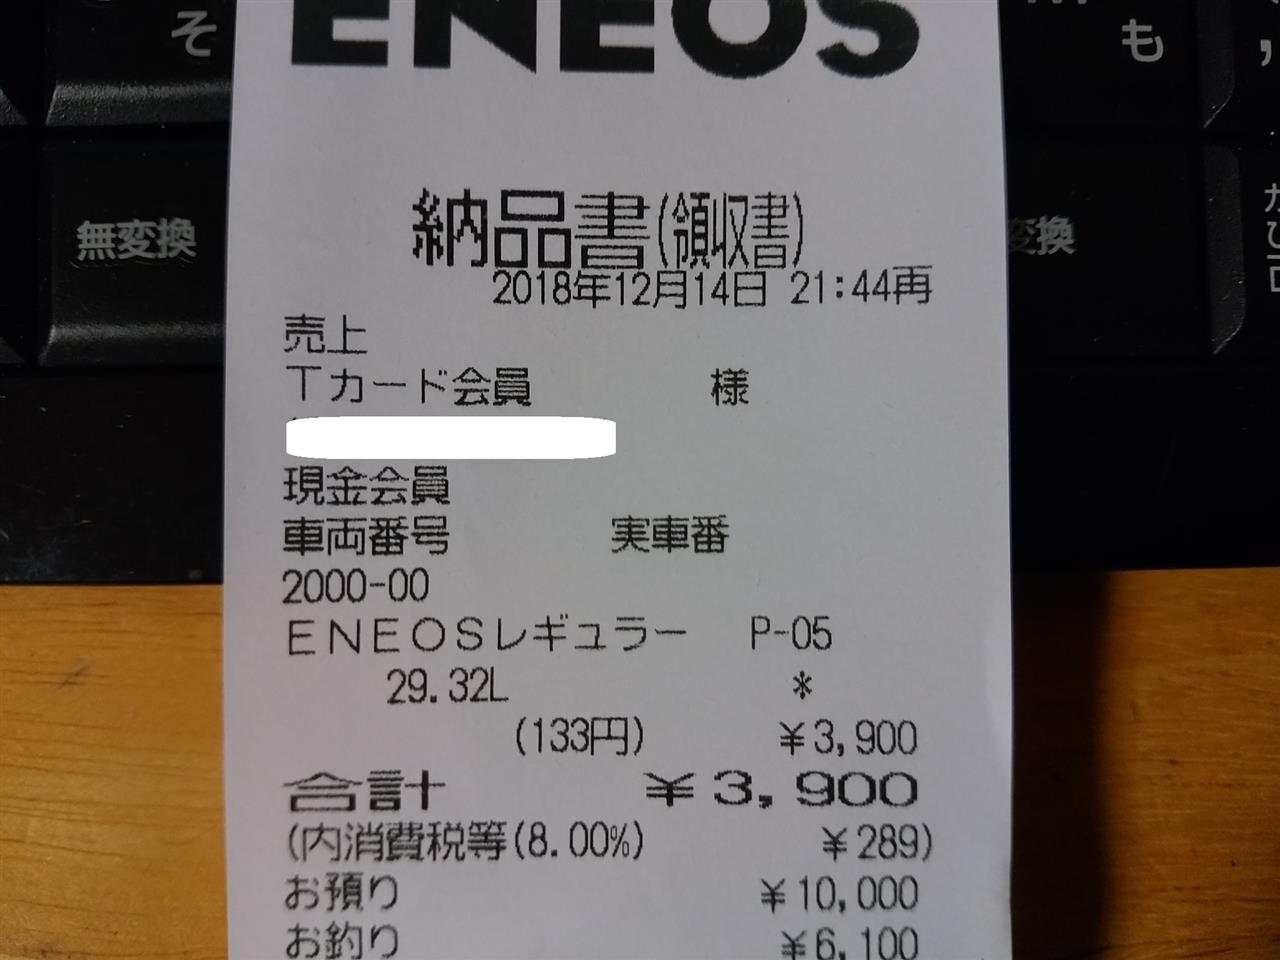 ENEOS
そ
も
無変換
変換
納品書(領収書)
2018年12月14日 21:44再
売上
Tカード会員 様
現金会員
車両番号 実車番
2000-00
ENEOSレギュラー P-05
29.32L *
(133円) ¥3,900
合計 ¥3,900
(内消費税等(8.00%) ¥289)
お預り ¥10,000
お釣り ¥6,100